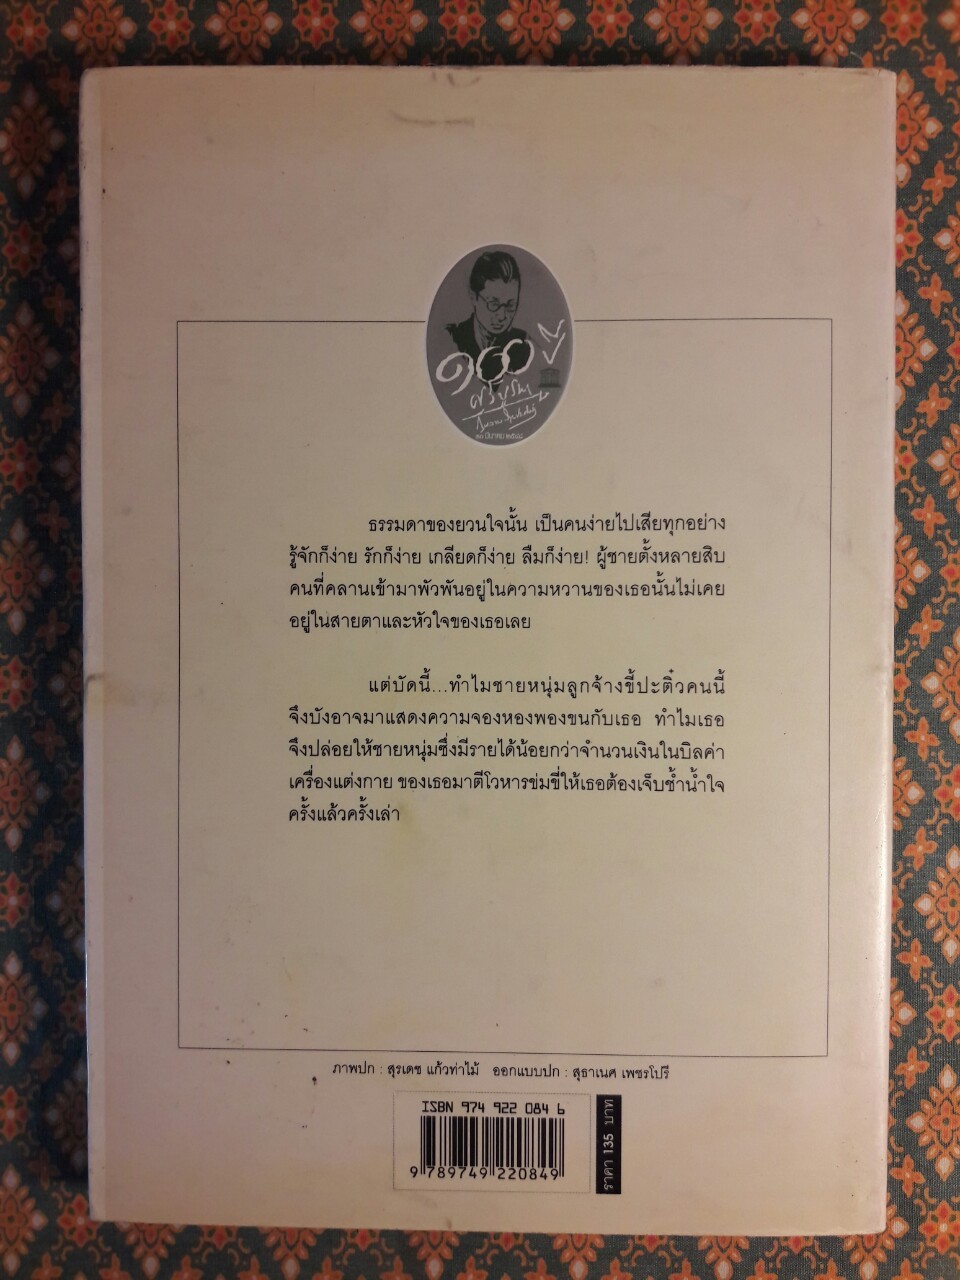 ๑๐๐ ปี
ศรีบูรพา
๓๑ มีนาคม ๒๕๔๘
ธรรมดาของยวนใจนั้น เป็นคนง่ายไปเสียทุกอย่าง
รู้จักก็ง่าย รักก็ง่าย เกลียดก็ง่าย ลืมก็ง่าย! ผู้ชายตั้งหลายสิบ
คนที่คลานเข้ามาพัวพันอยู่ในความหวานของเธอนั้นไม่เคย
อยู่ในสายตาและหัวใจของเธอเลย
แต่บัดนี้...ทำไมชายหนุ่มลูกจ้างขี้ปะติ๋วคนนี้
จึงบังอาจมาแสดงความจองหองพองขนกับเธอ ทำไมเธอ
จึงปล่อยให้ชายหนุ่มซึ่งมีรายได้น้อยกว่าจำนวนเงินในบิลค่า
เครื่องแต่งกาย ของเธอมาตีโวหารข่มขี่ให้เธอต้องเจ็บช้ำน้ำใจ
ครั้งแล้วครั้งเล่า
ภาพปก : สุรเดช แก้วท่าไม้ ออกแบบปก : สุธาเนศ เพชรโปรี
ISBN 974 922 084 6
9 789749 220849
ราคา 135 บาท